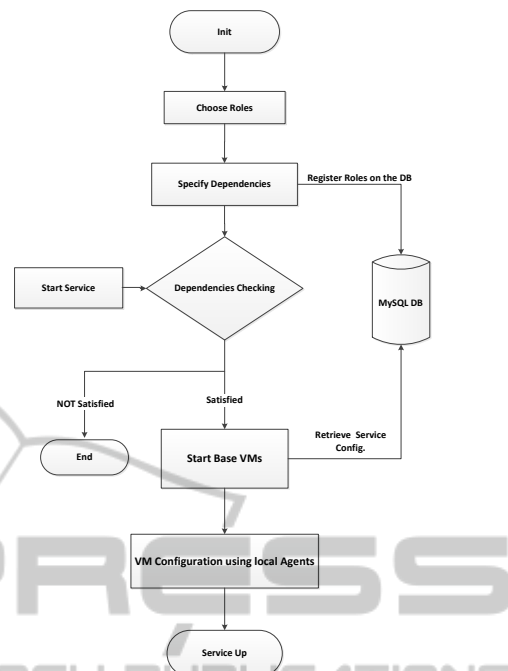 Init
Choose Roles
Specify Dependencies
Register Roles on the DB
MySQL DB
Start Service
Dependencies Checking
NOT Satisfied
Satisfied
End
Start Base VMs
Retrieve Service
Config.
VM Configuration using local Agents
Service Up
PRESS